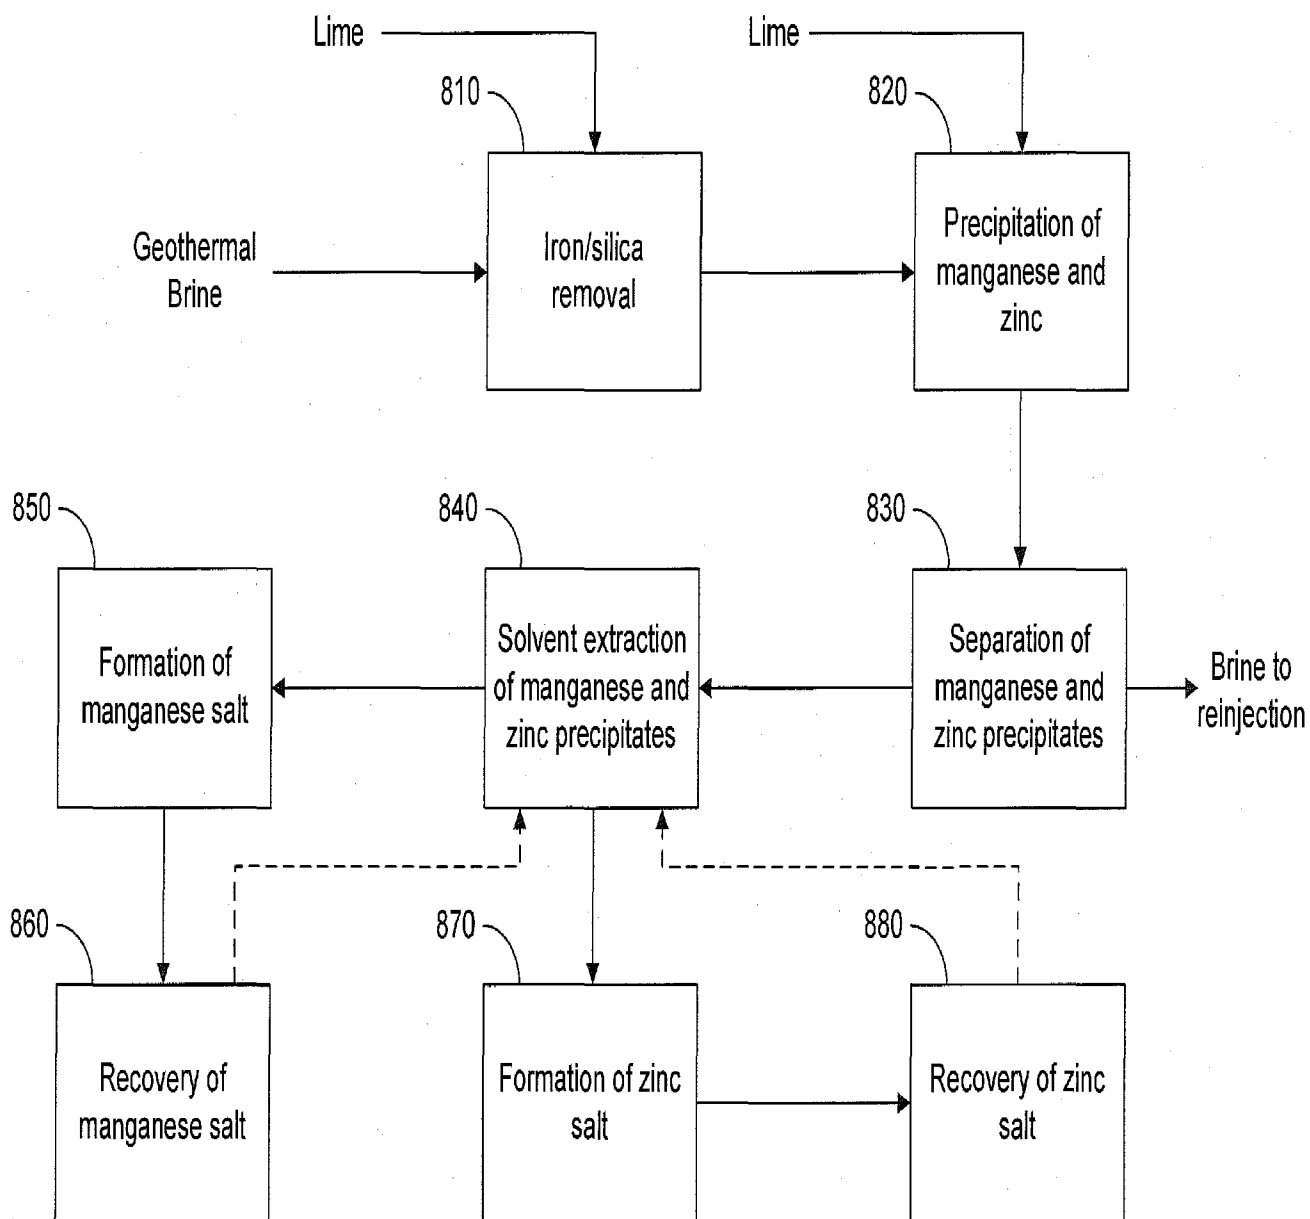 Lime
Lime
810
820
Geothermal
Brine
Iron/silica
removal
Precipitation of
manganese and
zinc
850
840
830
Formation of
manganese salt
Solvent extraction
of manganese and
zinc precipitates
Separation of
manganese and
zinc precipitates
Brine to
reinjection
860
870
880
Recovery of
manganese salt
Formation of zinc
salt
Recovery of zinc
salt